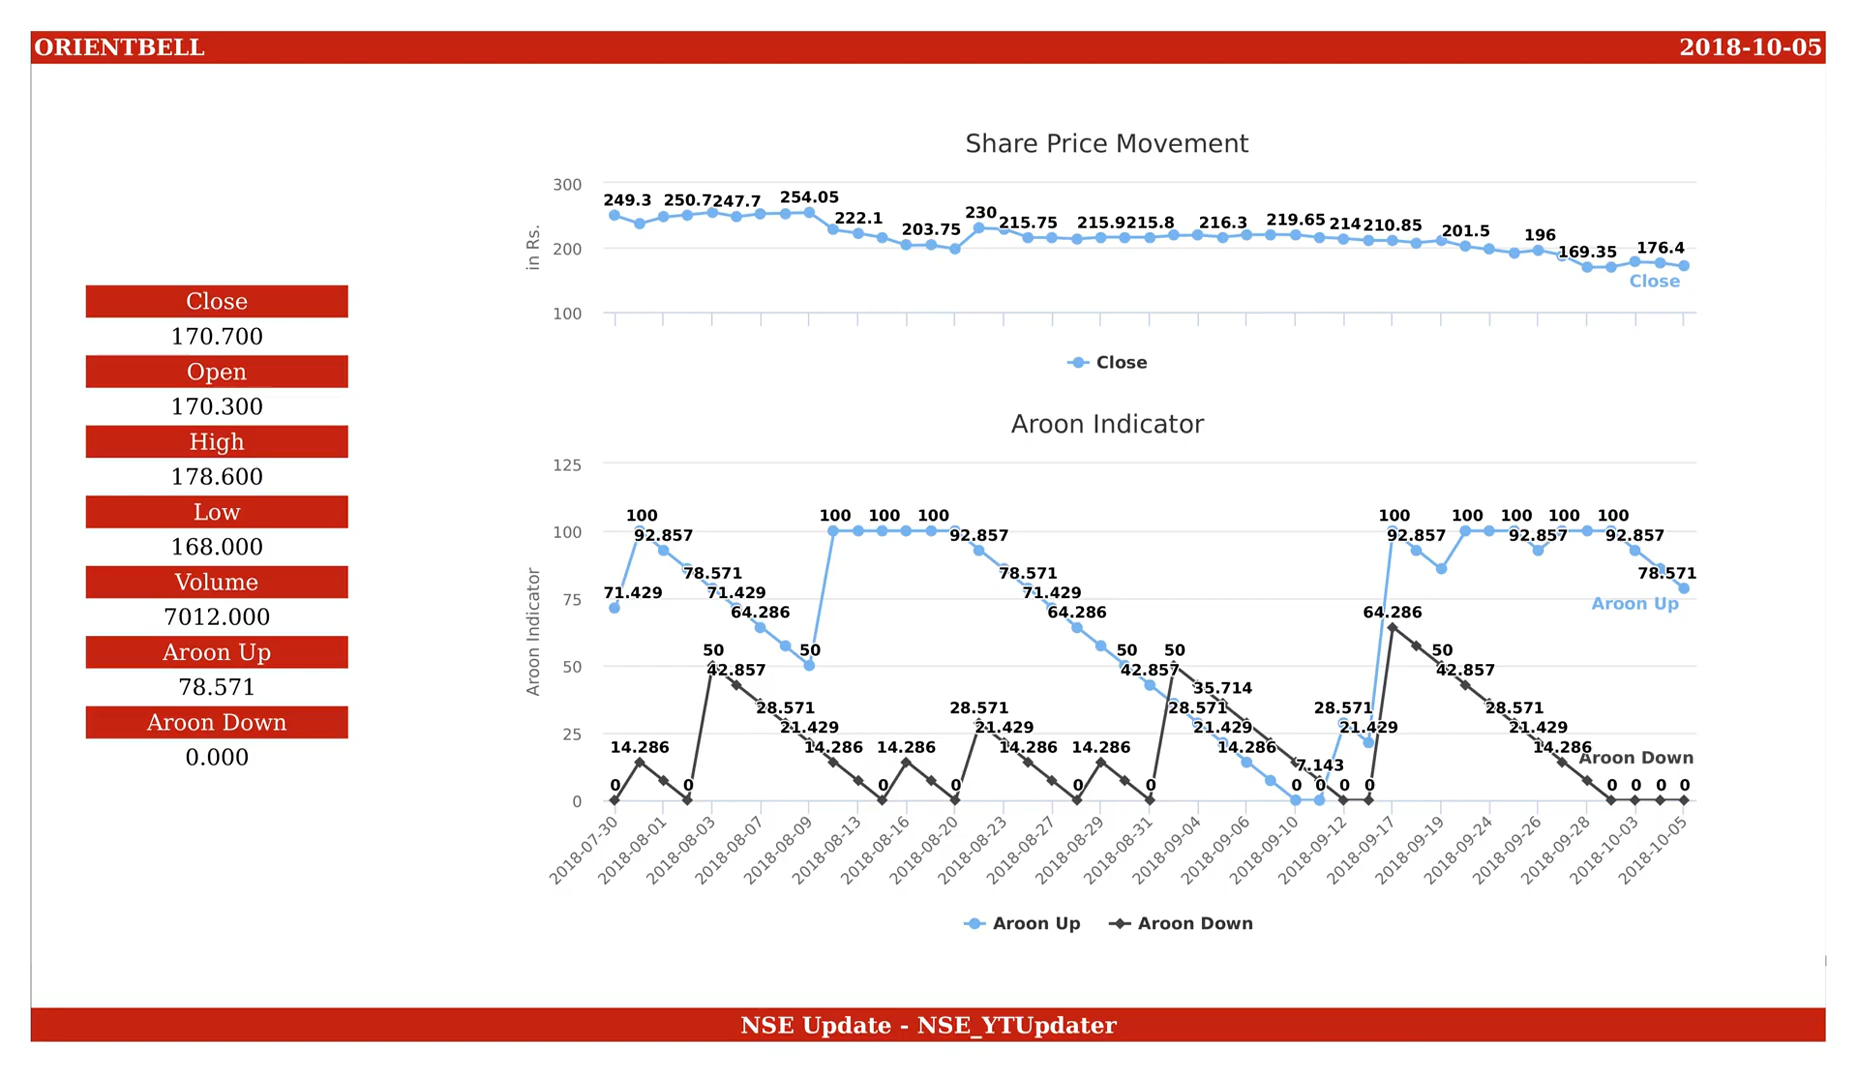 ORIENTBELL 2018-10-05
Close
170.700
Open
170.300
High
178.600
Low
168.000
Volume
7012.000
Aroon Up
78.571
Aroon Down
0.000
Share Price Movement
in Rs.
300
200
100
249.3 250.7 247.7 254.05 222.1 203.75 230 215.75 215.9 215.8 216.3 219.65 214 210.85 201.5 196 169.35 176.4
Close
Close
Aroon Indicator
Aroon Indicator
125
100
75
50
25
0
71.429 100 92.857 78.571 71.429 64.286 50 100 100 100 92.857 78.571 71.429 64.286 50 42.857 28.571 21.429 14.286 0 0 28.571 21.429 100 92.857 100 100 92.857 100 100 92.857 78.571
Aroon Up
0 14.286 0 50 42.857 28.571 21.429 14.286 0 14.286 0 28.571 21.429 14.286 0 14.286 0 50 35.714 7.143 0 0 64.286 50 42.857 28.571 21.429 14.286 0 0 0 0
Aroon Down
2018-07-30 2018-08-01 2018-08-03 2018-08-07 2018-08-09 2018-08-13 2018-08-16 2018-08-20 2018-08-23 2018-08-27 2018-08-29 2018-08-31 2018-09-04 2018-09-06 2018-09-10 2018-09-12 2018-09-17 2018-09-19 2018-09-24 2018-09-26 2018-09-28 2018-10-03 2018-10-05
Aroon Up Aroon Down
NSE Update - NSE_YTUpdater